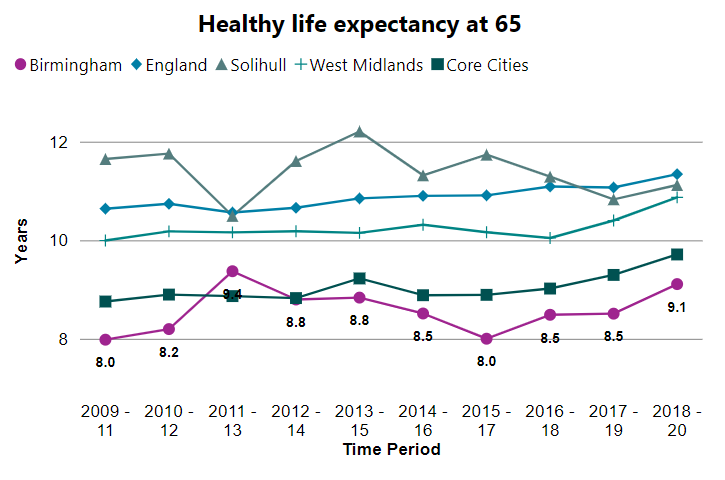 Healthy life expectancy at 65
Birmingham England Solihull West Midlands Core Cities
12
10
8
Years
8.0 8.2 9.4 8.8 8.8 8.5 8.0 8.5 8.5 9.1
2009 - 2010 - 2011 - 2012 - 2013 - 2014 - 2015 - 2016 - 2017 - 2018 -
11 12 13 14 15 16 17 18 19 20
Time Period